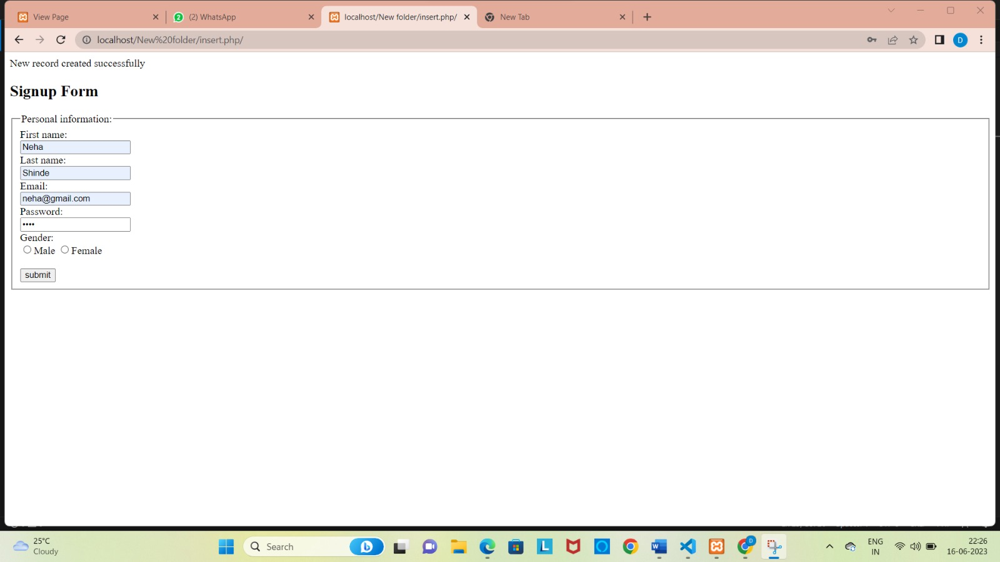 View Page
(2) WhatsApp
localhost/New folder/insert.php/
New Tab
localhost/New%20folder/insert.php/
D
New record created successfully
Signup Form
Personal information:
First name:
Neha
Last name:
Shinde
Email:
neha@gmail.com
Password:
••••
Gender:
Male Female
submit
25°C
Cloudy
Search
ENG
IN
22:26
16-06-2023